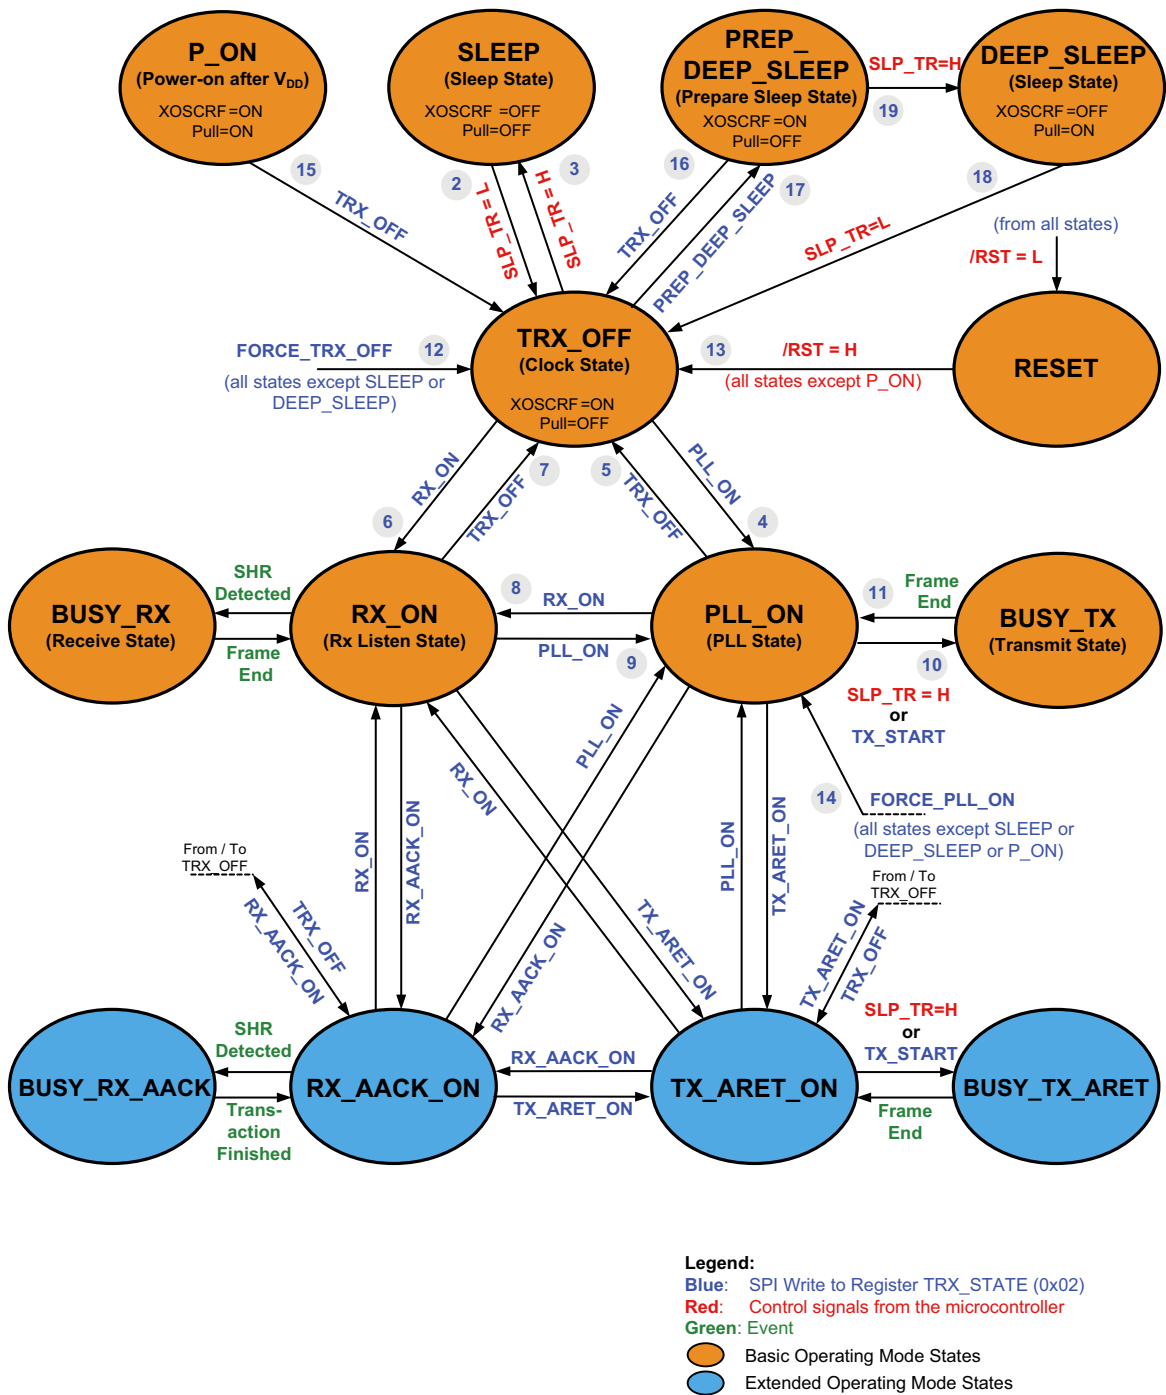 P_ON
(Power-on after VDD)
XOSCRF=ON
Pull=ON
SLEEP
(Sleep State)
XOSCRF =OFF
Pull=OFF
PREP_
DEEP_SLEEP
(Prepare Sleep State)
XOSCRF=ON
Pull=OFF
SLP_TR=H
19
DEEP_SLEEP
(Sleep State)
XOSCRF=OFF
Pull=ON
15
TRX_OFF
2
SLP_TR = L
3
SLP_TR = H
16
TRX_OFF
17
PREP_DEEP_SLEEP
18
SLP_TR=L
(from all states)
/RST = L
FORCE_TRX_OFF
12
(all states except SLEEP or
DEEP_SLEEP)
TRX_OFF
(Clock State)
XOSCRF=ON
Pull=OFF
13
/RST = H
(all states except P_ON)
RESET
RX_ON
6
7
TRX_OFF
5
TRX_OFF
PLL_ON
4
BUSY_RX
(Receive State)
SHR
Detected
Frame
End
RX_ON
(Rx Listen State)
8
RX_ON
PLL_ON
9
PLL_ON
(PLL State)
11
Frame
End
10
SLP_TR = H
or
TX_START
BUSY_TX
(Transmit State)
14
FORCE_PLL_ON
(all states except SLEEP or
DEEP_SLEEP or P_ON)
RX_ON
RX_AACK_ON
RX_ON
PLL_ON
TX_ARET_ON
RX_AACK_ON
PLL_ON
TX_ARET_ON
From / To
TRX_OFF
TRX_OFF
RX_AACK_ON
From / To
TRX_OFF
TX_ARET_ON
TRX_OFF
BUSY_RX_AACK
SHR
Detected
Trans-
action
Finished
RX_AACK_ON
RX_AACK_ON
TX_ARET_ON
TX_ARET_ON
SLP_TR=H
or
TX_START
Frame
End
BUSY_TX_ARET
Legend:
Blue: SPI Write to Register TRX_STATE (0x02)
Red: Control signals from the microcontroller
Green: Event
Basic Operating Mode States
Extended Operating Mode States